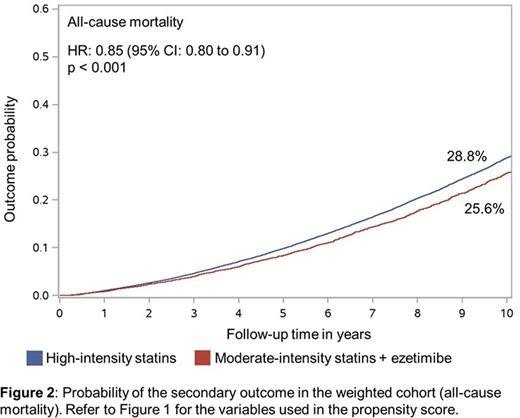 0.6
All-cause mortality
HR: 0.85 (95% CI: 0.80 to 0.91)
p < 0.001
0.5
0.4
0.3
0.2
0.1
0.0
Outcome probability
28.8%
25.6%
0 1 2 3 4 5 6 7 8 9 10
Follow-up time in years
High-intensity statins Moderate-intensity statins + ezetimibe
Figure 2: Probability of the secondary outcome in the weighted cohort (all-cause
mortality). Refer to Figure 1 for the variables used in the propensity score.